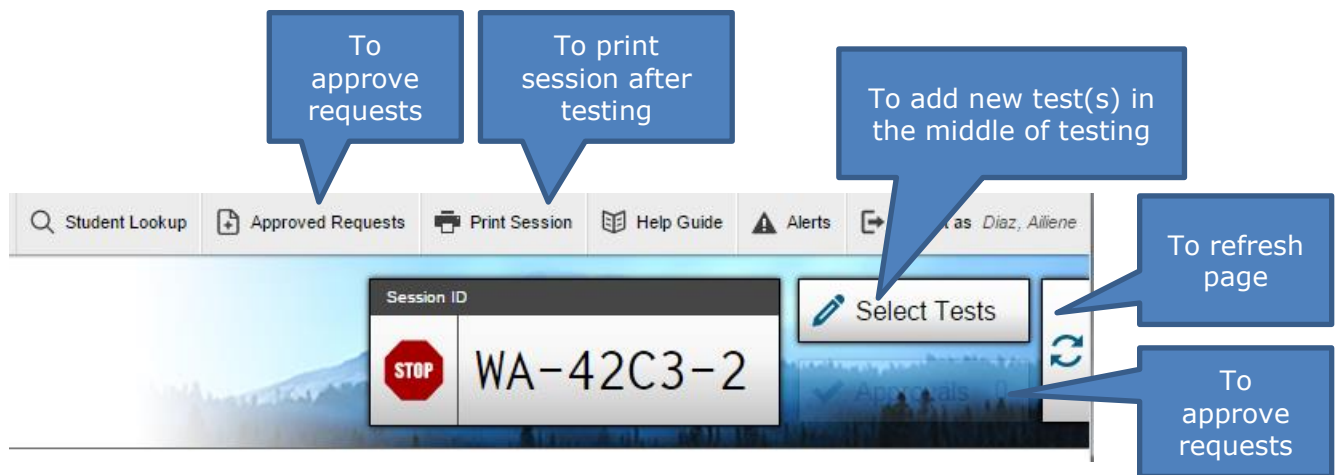 To
approve
requests
To print
session after
testing
To add new test(s) in
the middle of testing
Student Lookup
Approved Requests
Print Session
Help Guide
Alerts
as Diaz, Ailiene
To refresh
page
Session ID
STOP
WA-42C3-2
Select Tests
Approvals 0
To
approve
requests